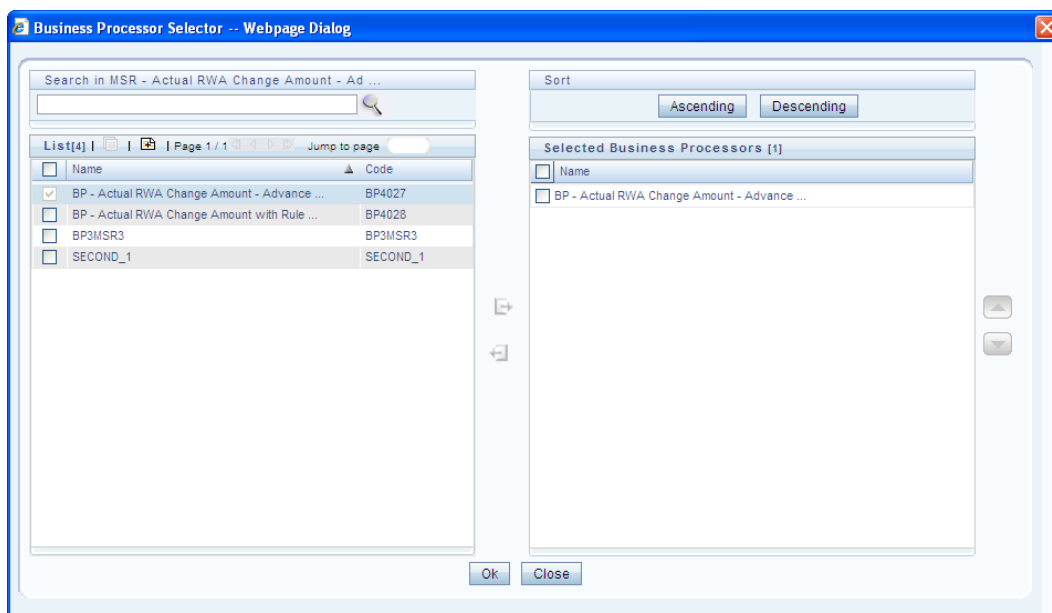 Business Processor Selector -- Webpage Dialog
Search in MSR - Actual RWA Change Amount - Ad ...
List[4] | | | Page 1 / 1 Jump to page
Name Code
BP - Actual RWA Change Amount - Advance ... BP4027
BP - Actual RWA Change Amount with Rule ... BP4028
BP3MSR3 BP3MSR3
SECOND_1 SECOND_1
Sort
Ascending Descending
Selected Business Processors [1]
Name
BP - Actual RWA Change Amount - Advance ...
Ok Close